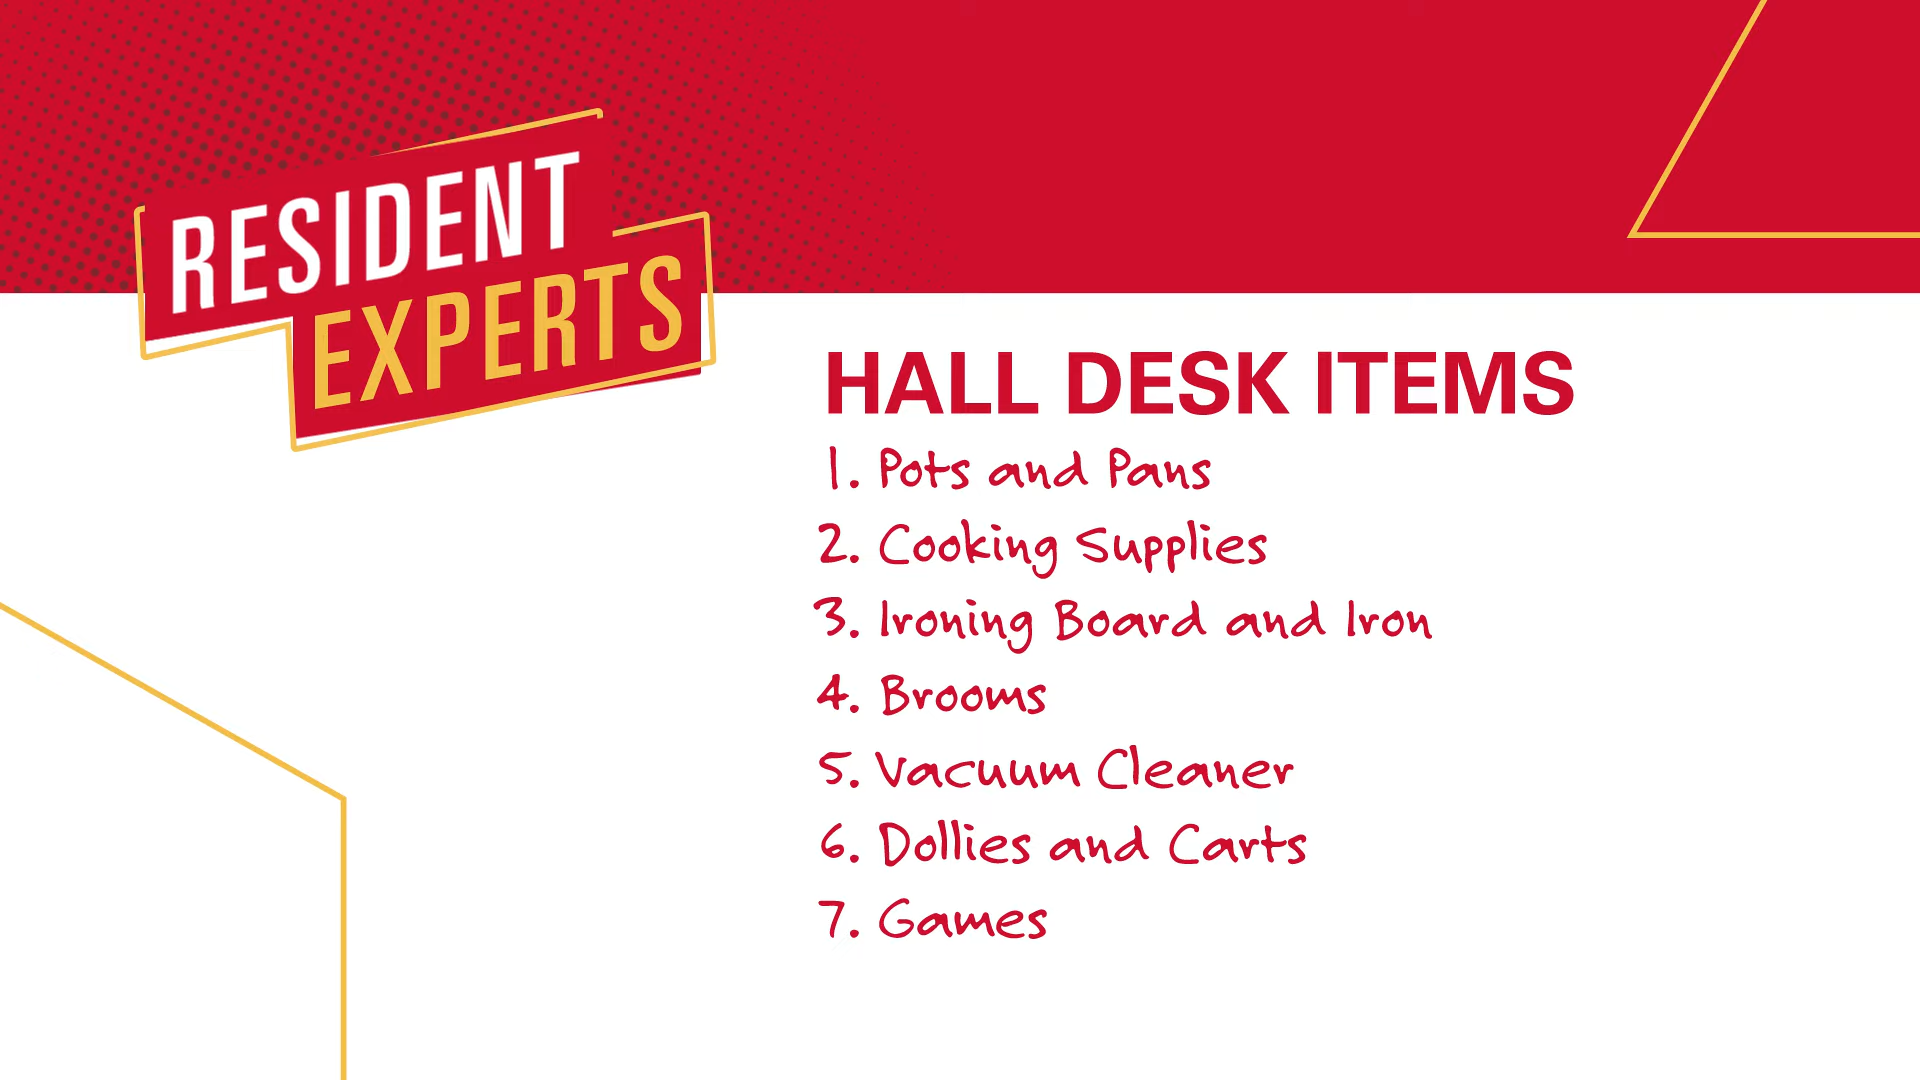 RESIDENT
EXPERTS
HALL DESK ITEMS
1. Pots and Pans
2. Cooking Supplies
3. Ironing Board and Iron
4. Brooms
5. Vacuum Cleaner
6. Dollies and Carts
7. Games